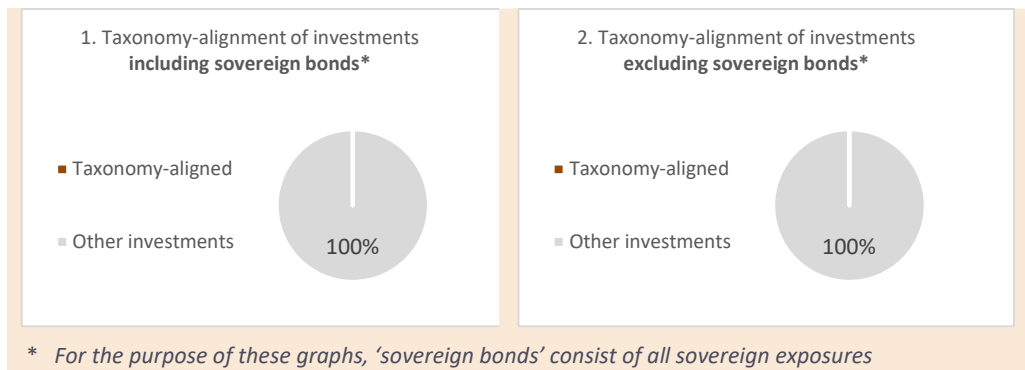 1. Taxonomy-alignment of investments
including sovereign bonds*
Taxonomy-aligned
Other investments
100%
2. Taxonomy-alignment of investments
excluding sovereign bonds*
Taxonomy-aligned
Other investments
100%
* For the purpose of these graphs, ‘sovereign bonds’ consist of all sovereign exposures